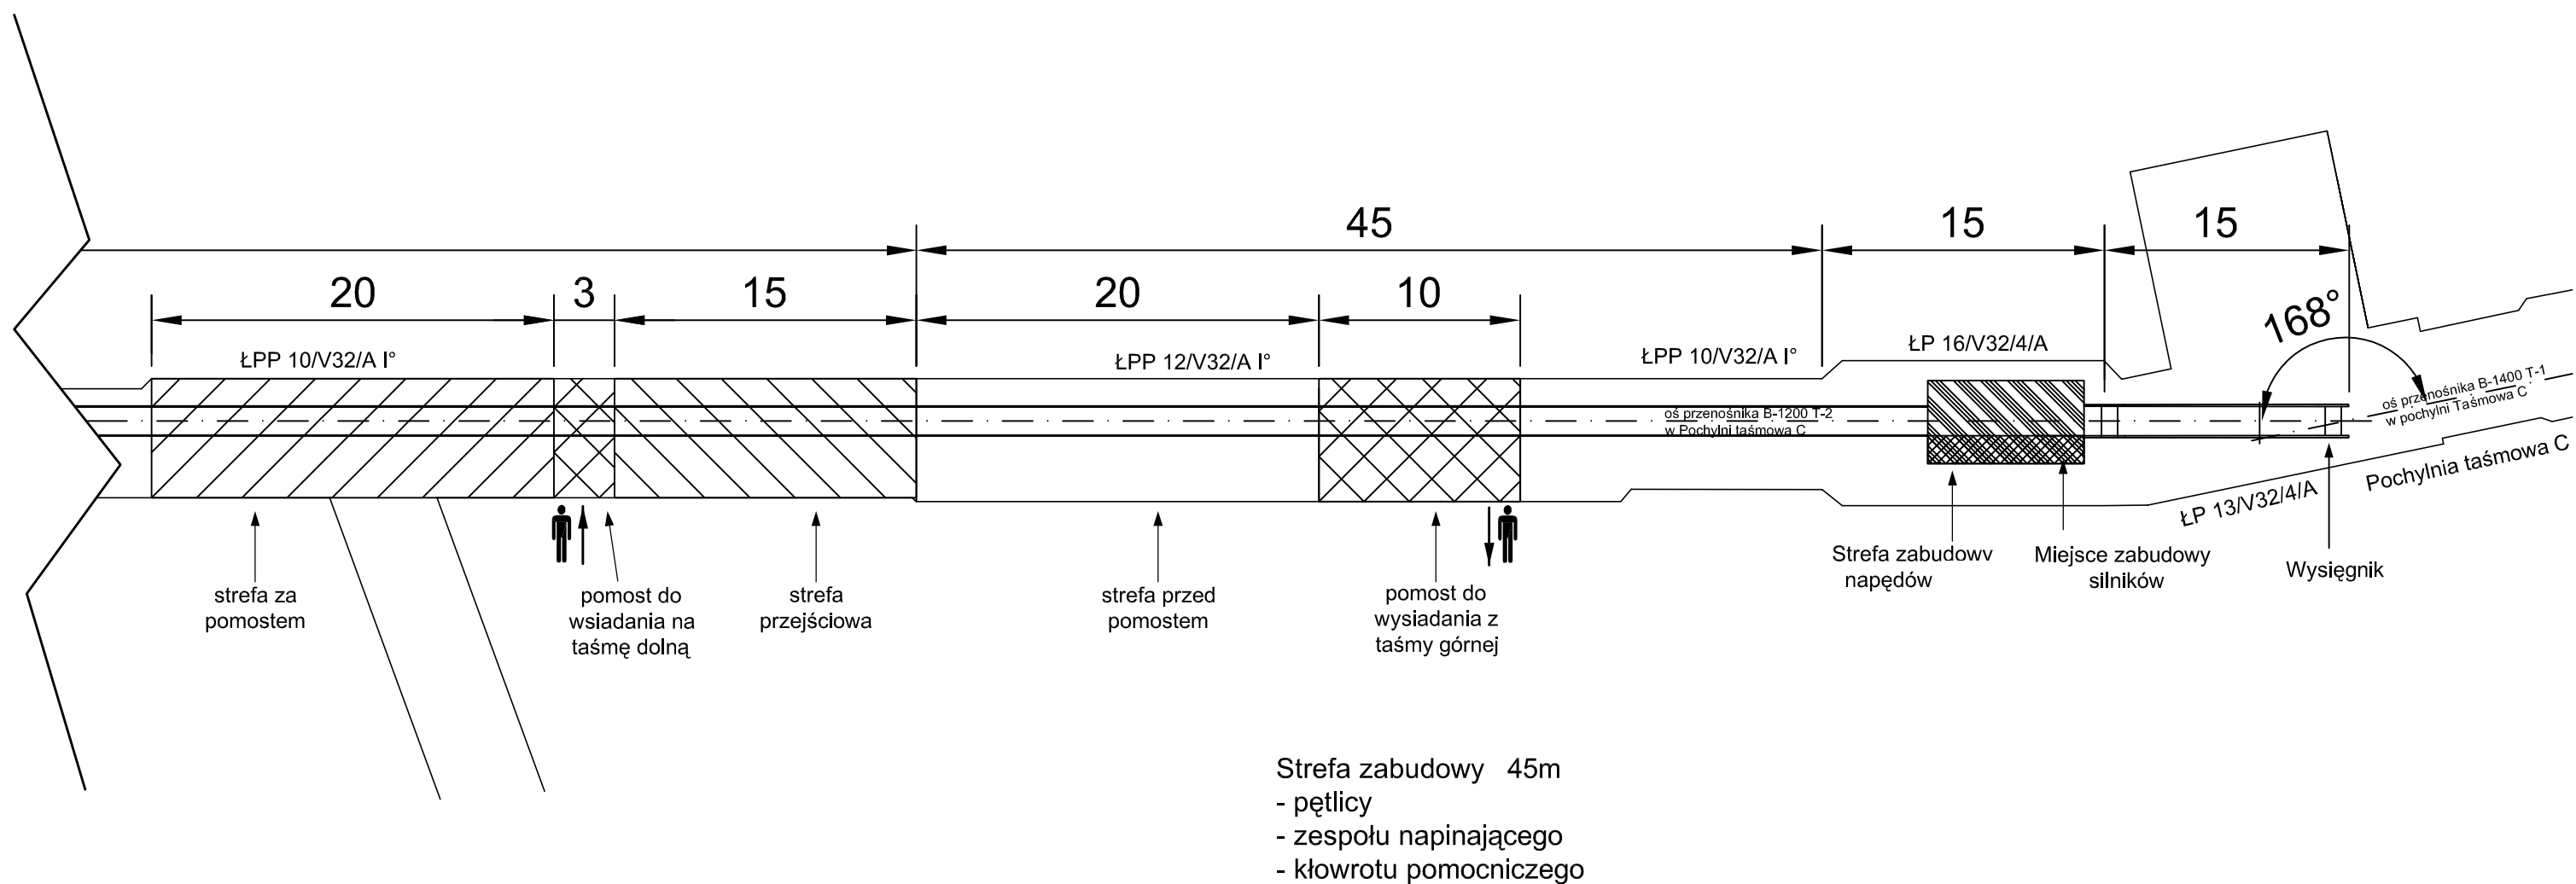 45
15
15
20
3
15
20
10
168°
ŁPP 10/V32/A I°
ŁPP 12/V32/A I°
ŁPP 10/V32/A I°
ŁP 16/V32/4/A
oś przenośnika B-1200 T-2
w Pochylni taśmowa C
oś przenośnika B-1400 T-1
w pochylni Taśmowa C
Pochylnia taśmowa C
ŁP 13/V32/4/A
strefa za
pomostem
pomost do
wsiadania na
taśmę dolną
strefa
przejściowa
strefa przed
pomostem
pomost do
wysiadania z
taśmy górnej
Strefa zabudowy
napędów
Miejsce zabudowy
silników
Wysięgnik
Strefa zabudowy 45m
- pętlicy
- zespołu napinającego
- kłowrotu pomocniczego